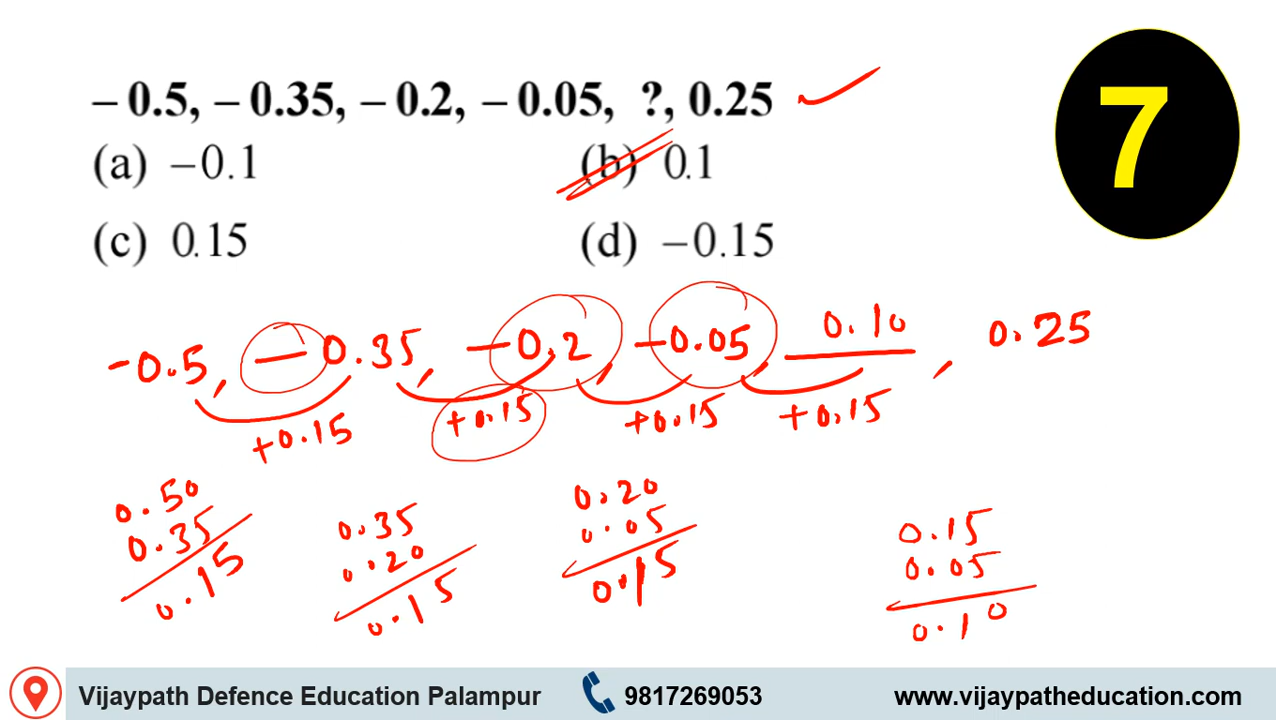 – 0.5, – 0.35, – 0.2, – 0.05, ?, 0.25
(a) –0.1 (b) 0.1
(c) 0.15 (d) –0.15
7
-0.5, -0.35, -0.2, -0.05, 0.10, 0.25
+0.15 +0.15 +0.15 +0.15
0.50 0.35 0.20 0.15
0.35 0.20 0.05 0.05
0.15 0.15 0.15 0.10
Vijaypath Defence Education Palampur 9817269053 www.vijaypatheducation.com